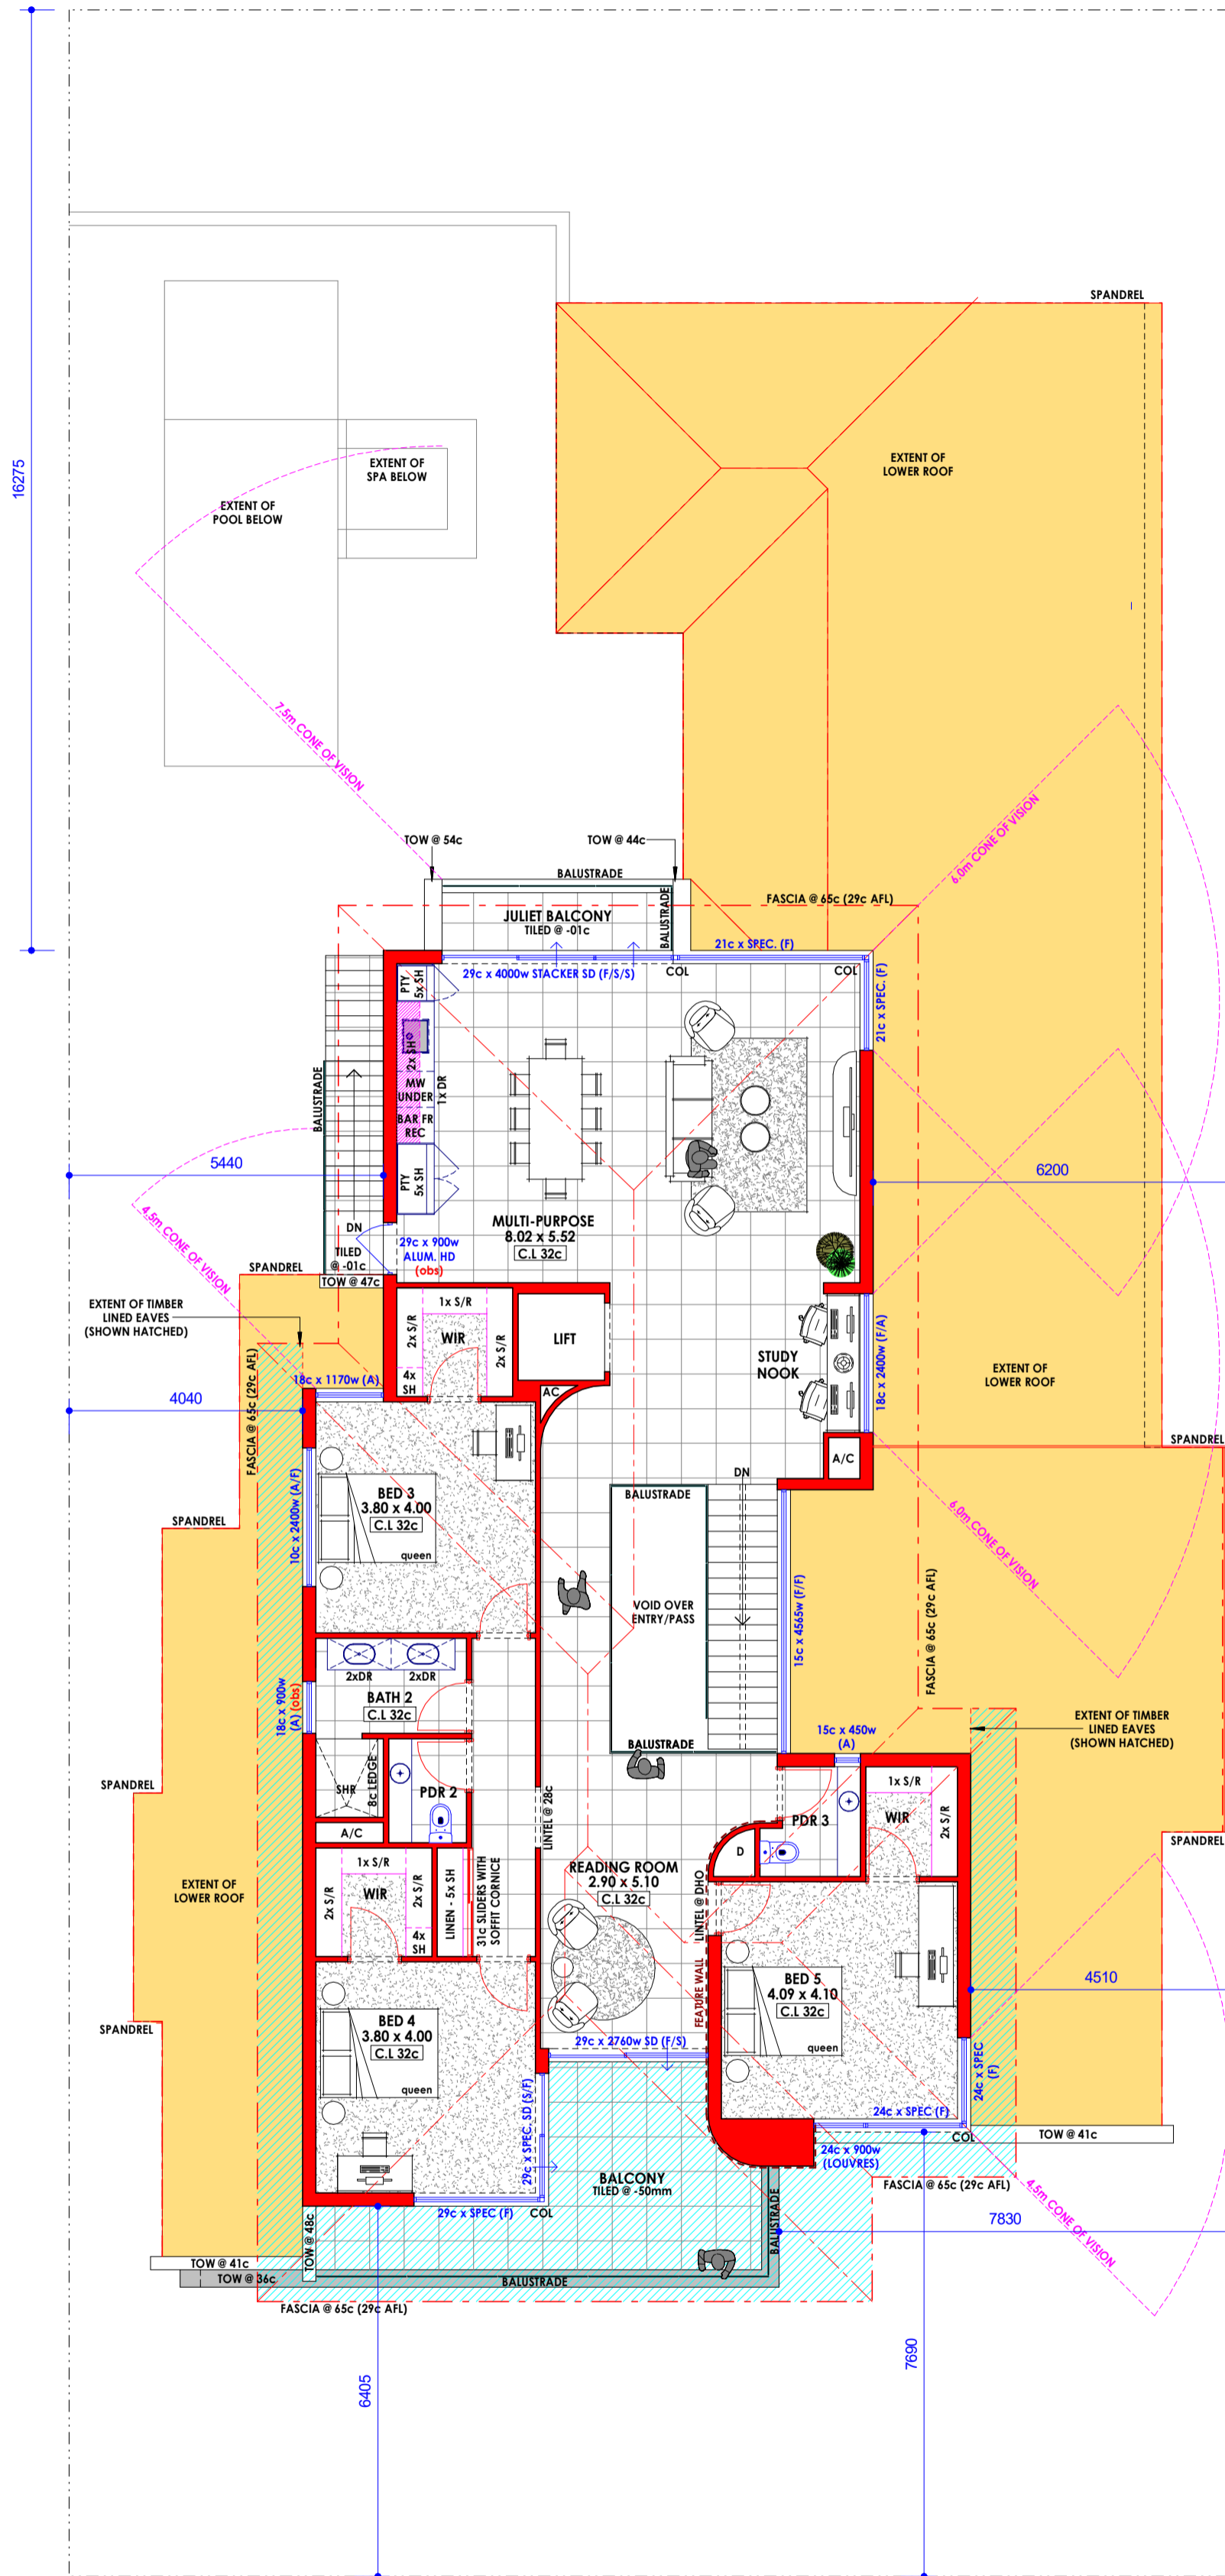 SPANDREL
EXTENT OF
LOWER ROOF
EXTENT OF
SPA BELOW
EXTENT OF
POOL BELOW
16275
7.5m CONE OF VISION
6.0m CONE OF VISION
TOW @ 54c
TOW @ 44c
BALUSTRADE
FASCIA @ 65c (29c AFL)
BALUSTRADE
JULIET BALCONY
TILED @ -01c
21c x SPEC. (F)
29c x 4000w STACKER SD (F/S/S)
COL
COL
21c x SPEC. (F)
PTY
5x SH
2x SH
MW
UNDER
1x DR
BAR FR
REC
PTY
5x SH
BALUSTRADE
5440
6200
4.5m CONE OF VISION
DN
TILED
@ -01c
TOW @ 47c
29c x 900w
ALUM. HD
(obs)
MULTI-PURPOSE
8.02 x 5.52
C.L 32c
SPANDREL
EXTENT OF TIMBER
LINED EAVES
(SHOWN HATCHED)
1x S/R
2x S/R
WIR
2x S/R
4x
SH
LIFT
STUDY
NOOK
18c x 2400w (F/A)
EXTENT OF
LOWER ROOF
FASCIA @ 65c (29c AFL)
18c x 1170w (A)
AC
4040
SPANDREL
A/C
DN
BED 3
3.80 x 4.00
C.L 32c
queen
10c x 2400w (A/F)
SPANDREL
BALUSTRADE
6.0m CONE OF VISION
VOID OVER
ENTRY/PASS
15c x 4565w (F/F)
FASCIA @ 65c (29c AFL)
2xDR
2xDR
BATH 2
C.L 32c
18c x 900w
(A) (obs)
BALUSTRADE
15c x 450w
(A)
EXTENT OF TIMBER
LINED EAVES
(SHOWN HATCHED)
SPANDREL
SHR
8c LEDGE
PDR 2
LINTEL @ 28c
A/C
PDR 3
1x S/R
WIR
2x S/R
SPANDREL
D
EXTENT OF
LOWER ROOF
1x S/R
2x S/R
WIR
2x S/R
4x
SH
LINEN - 5x SH
31c SLIDERS WITH
SOFFIT CORNICE
READING ROOM
2.90 x 5.10
C.L 32c
LINTEL @ DHO
FEATURE WALL
BED 5
4.09 x 4.10
C.L 32c
queen
4510
BED 4
3.80 x 4.00
C.L 32c
queen
SPANDREL
29c x 2760w SD (F/S)
24c x SPEC
(F)
29c x SPEC. SD (S/F)
24c x SPEC (F)
COL
TOW @ 41c
24c x 900w
(LOUVRES)
BALCONY
TILED @ -50mm
FASCIA @ 65c (29c AFL)
4.5m CONE OF VISION
29c x SPEC (F)
COL
BALUSTRADE
7830
TOW @ 48c
TOW @ 41c
TOW @ 36c
BALUSTRADE
FASCIA @ 65c (29c AFL)
6405
7690